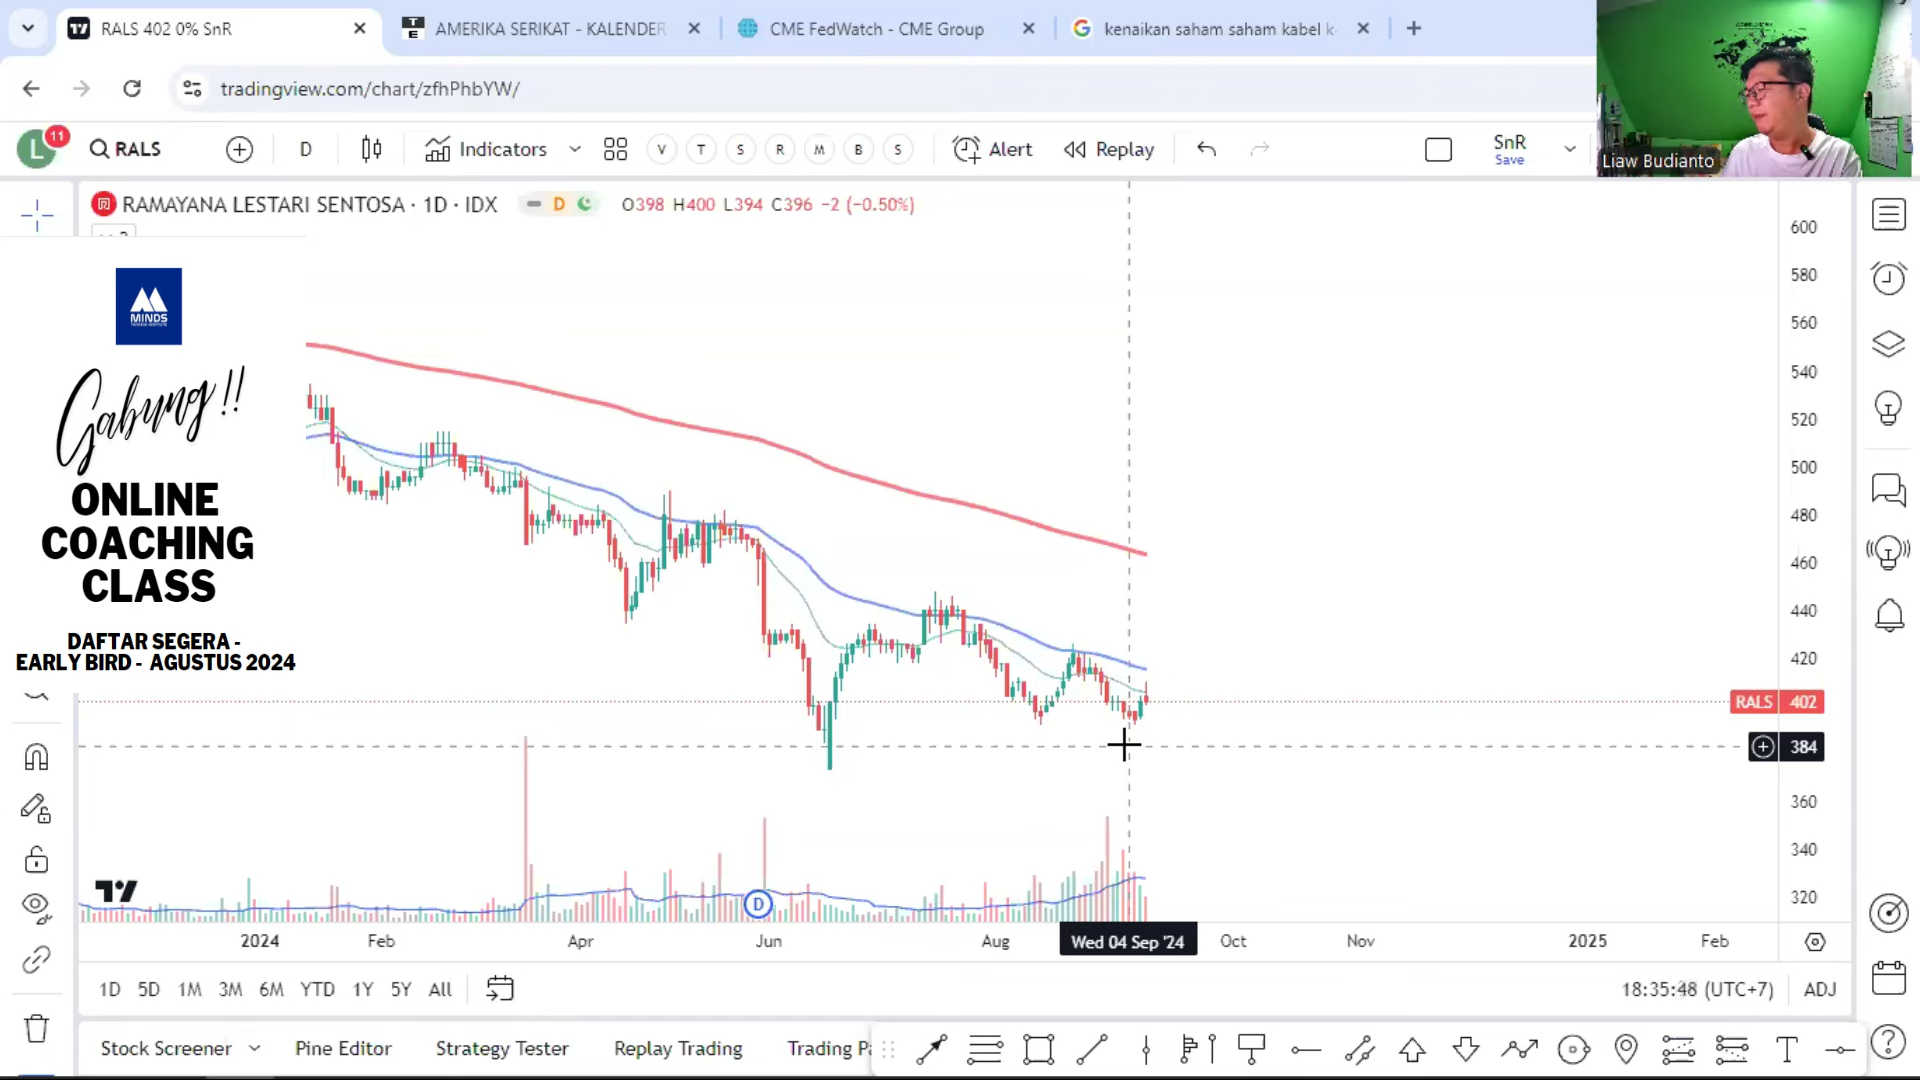 RALS 402 0% SnR
AMERIKA SERIKAT - KALENDER
CME FedWatch - CME Group
kenaikan saham saham kabel k
tradingview.com/chart/zfhPhbYW/
L 11
RALS
D
Indicators
V T S R M B S
Alert
Replay
SnR
Save
Liaw Budianto
RAMAYANA LESTARI SENTOSA · 1D · IDX
D
O398 H400 L394 C396 −2 (−0.50%)
MINDS
Gabung!!
ONLINE
COACHING
CLASS
DAFTAR SEGERA -
EARLY BIRD - AGUSTUS 2024
600
580
560
540
520
500
480
460
440
420
RALS 402
384
360
340
320
D
2024 Feb Apr Jun Aug Wed 04 Sep '24 Oct Nov 2025 Feb
1D 5D 1M 3M 6M YTD 1Y 5Y All
18:35:48 (UTC+7) ADJ
Stock Screener
Pine Editor
Strategy Tester
Replay Trading
Trading